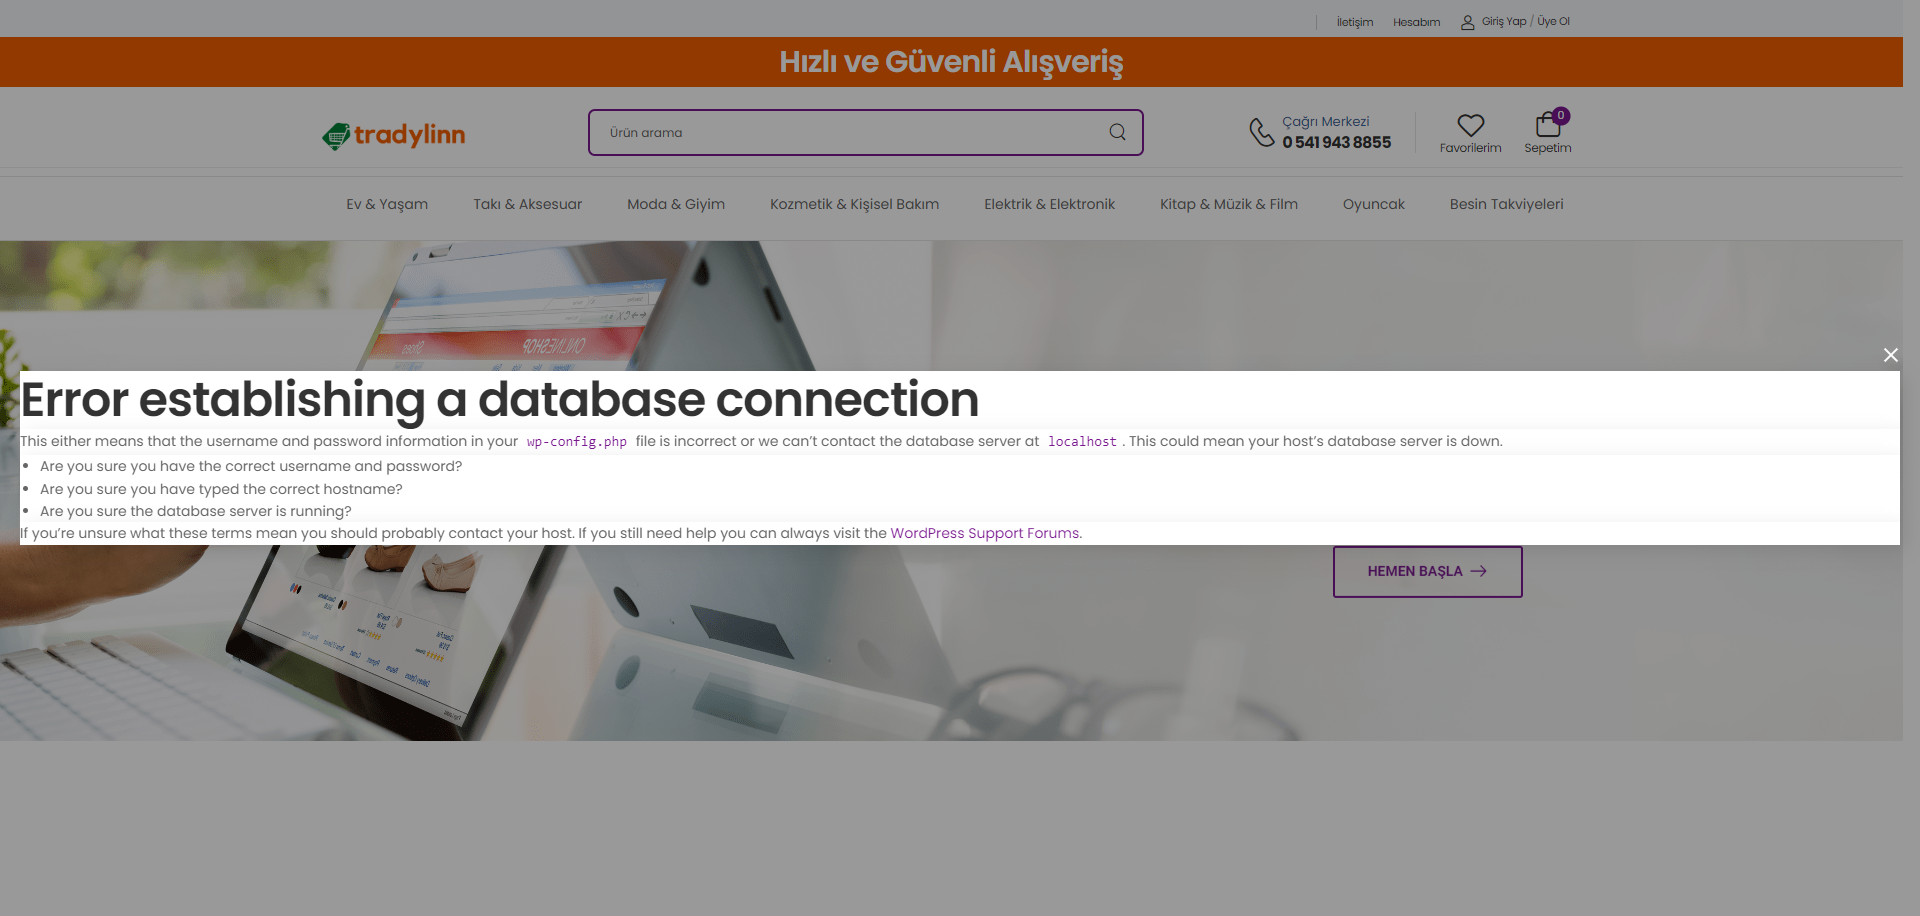 İletişim
Hesabım
Giriş Yap / Üye Ol
Hızlı ve Güvenli Alışveriş
tradylinn
Ürün arama
Çağrı Merkezi
0 541 943 8855
Favorilerim
0
Sepetim
Ev & Yaşam
Takı & Aksesuar
Moda & Giyim
Kozmetik & Kişisel Bakım
Elektrik & Elektronik
Kitap & Müzik & Film
Oyuncak
Besin Takviyeleri
ONLINESHOP
Error establishing a database connection
This either means that the username and password information in your wp-config.php file is incorrect or we can’t contact the database server at localhost. This could mean your host’s database server is down.
• Are you sure you have the correct username and password?
• Are you sure you have typed the correct hostname?
• Are you sure the database server is running?
If you’re unsure what these terms mean you should probably contact your host. If you still need help you can always visit the WordPress Support Forums.
HEMEN BAŞLA